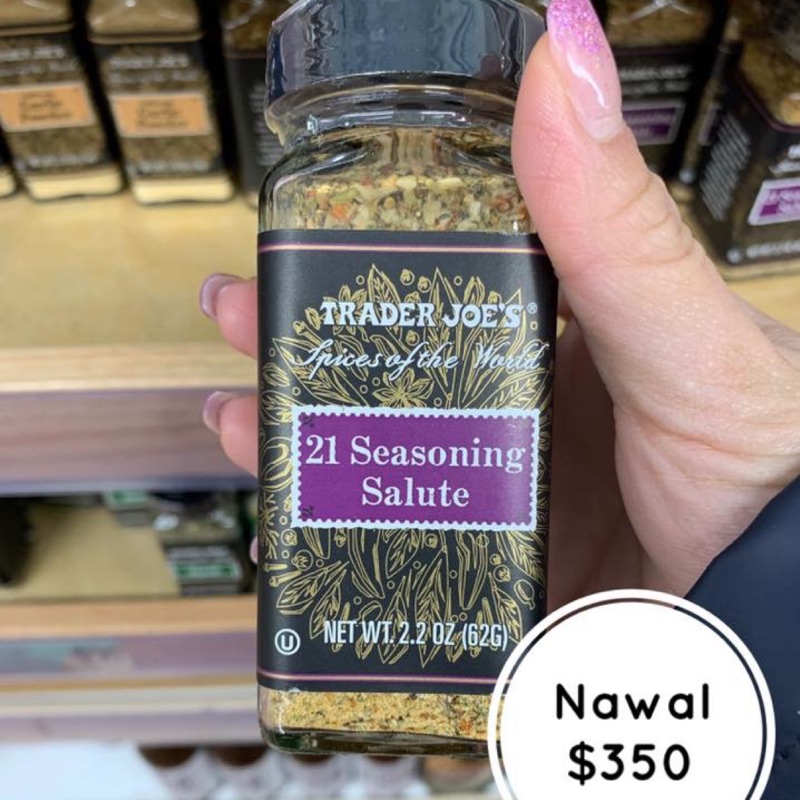 TRADER JOE'S®
Spices of the World
21 Seasoning
Salute
U
NET WT. 2.2 OZ (62G)
Nawal
$350